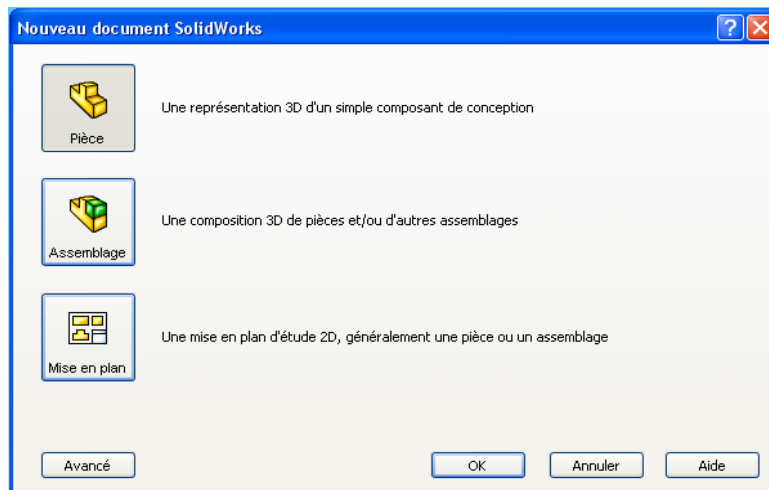 Nouveau document SolidWorks
Pièce
Une représentation 3D d'un simple composant de conception
Assemblage
Une composition 3D de pièces et/ou d'autres assemblages
Mise en plan
Une mise en plan d'étude 2D, généralement une pièce ou un assemblage
Avancé
OK
Annuler
Aide